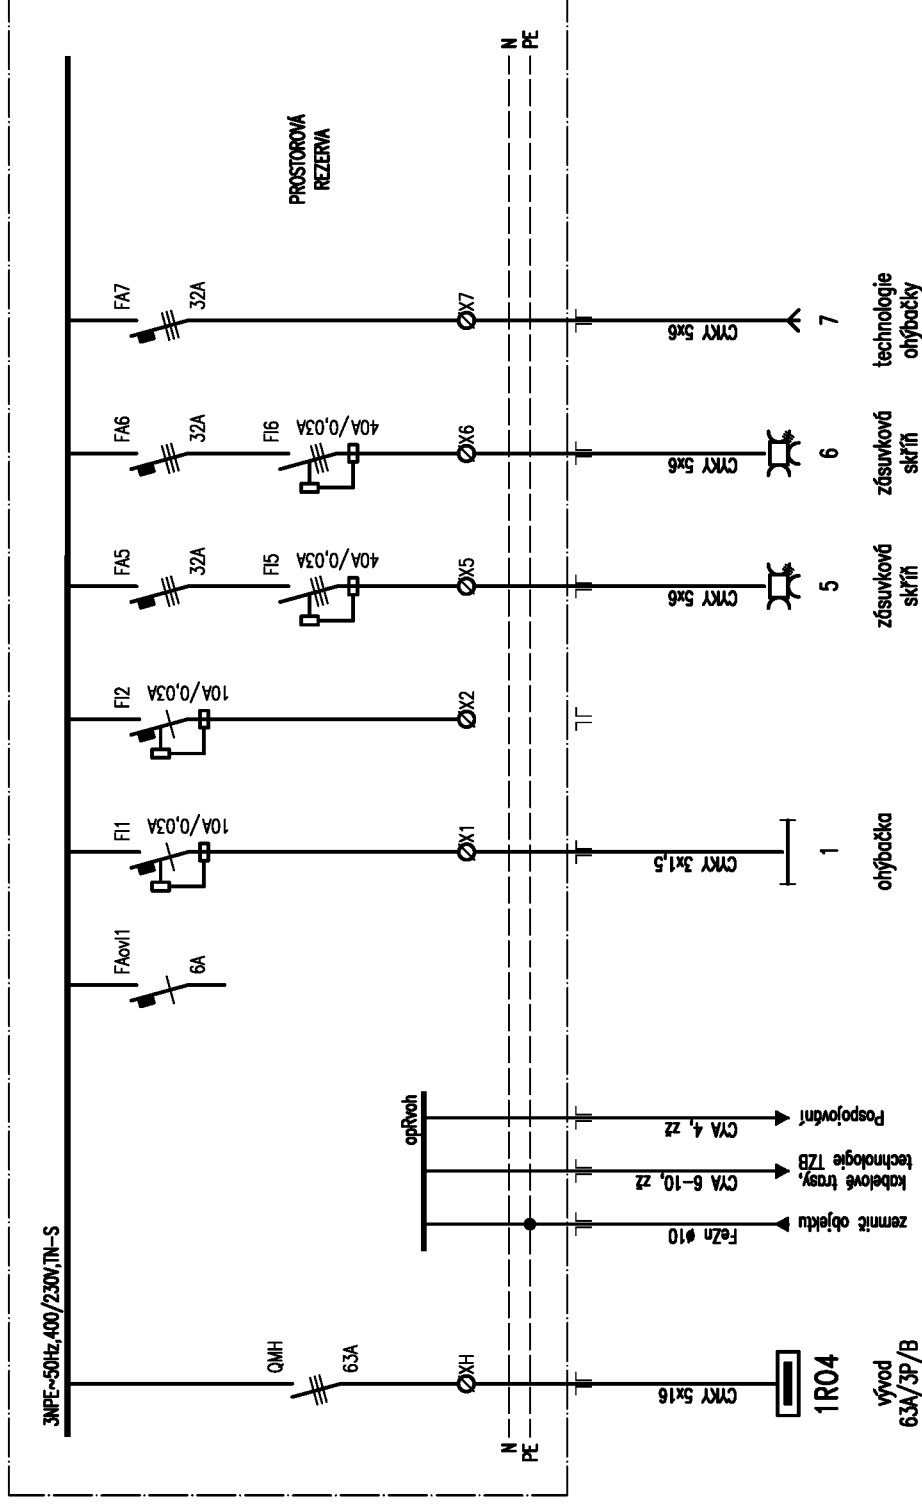 3NPE~50Hz,400/230V,TN-S
QMH
63A
XH
N
PE
CYKY 5x16
1R04
vývod
63A/3P/B
opRvoh
FeZn ø10
zemnič objektu
CYA 6-10, zž
kabelové trasy,
technologie TZB
CYA 4, zž
Pospojování
FAovl1
6A
FI1
10A/0,03A
X1
CYKY 3x1,5
1
ohýbačka
FI2
10A/0,03A
X2
FA5
32A
FI5
40A/0,03A
X5
CYKY 5x6
5
zásuvková
skříň
FA6
32A
FI6
40A/0,03A
X6
CYKY 5x6
6
zásuvková
skříň
FA7
32A
X7
CYKY 5x6
7
technologie
ohýbačky
PROSTOROVÁ
REZERVA
N
PE